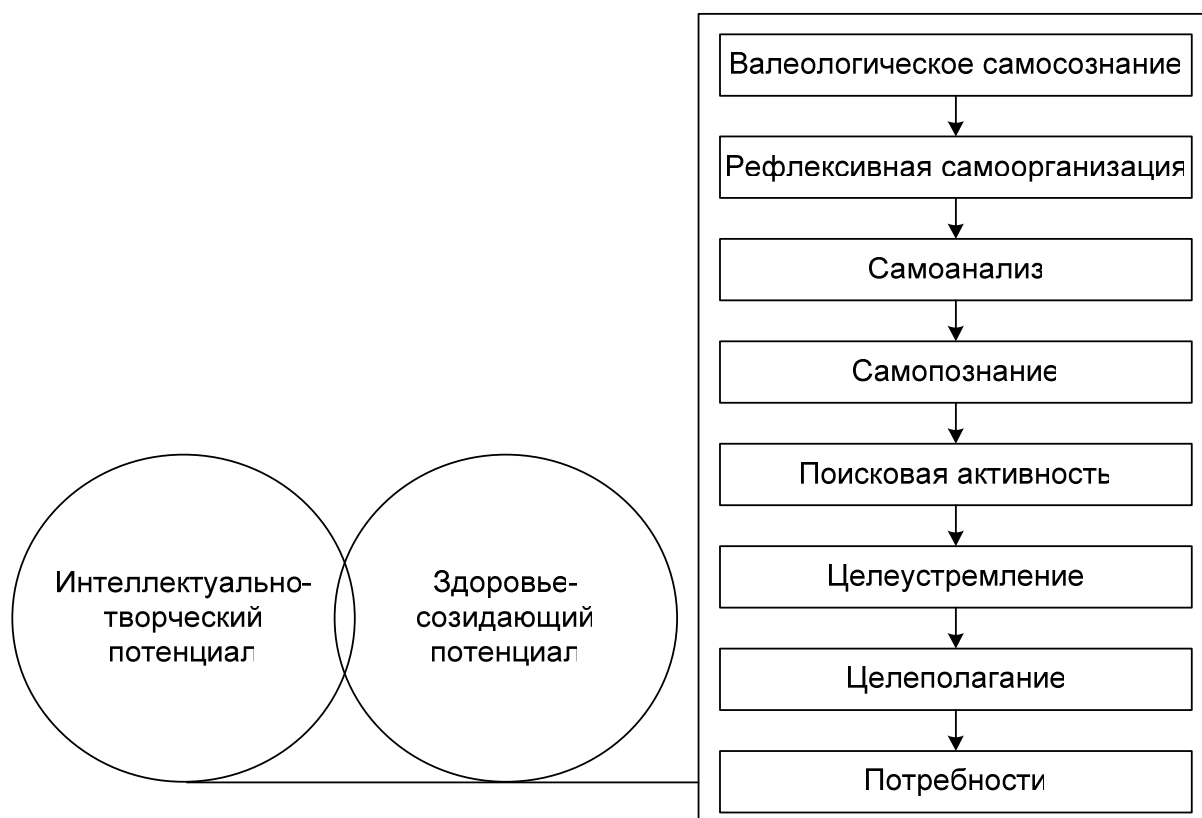 Валеологическое самосознание
Рефлексивная самоорганизация
Самоанализ
Самопознание
Поисковая активность
Целеустремление
Целеполагание
Потребности
Интеллектуально-
творческий
потенциал
Здоровье-
созидающий
потенциал